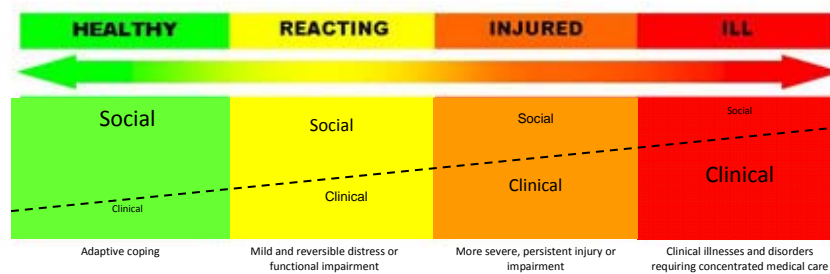 HEALTHY REACTING INJURED ILL
Social Social Social Social
Clinical Clinical Clinical Clinical
Adaptive coping
Mild and reversible distress or
functional impairment
More severe, persistent injury or
impairment
Clinical illnesses and disorders
requiring concentrated medical care